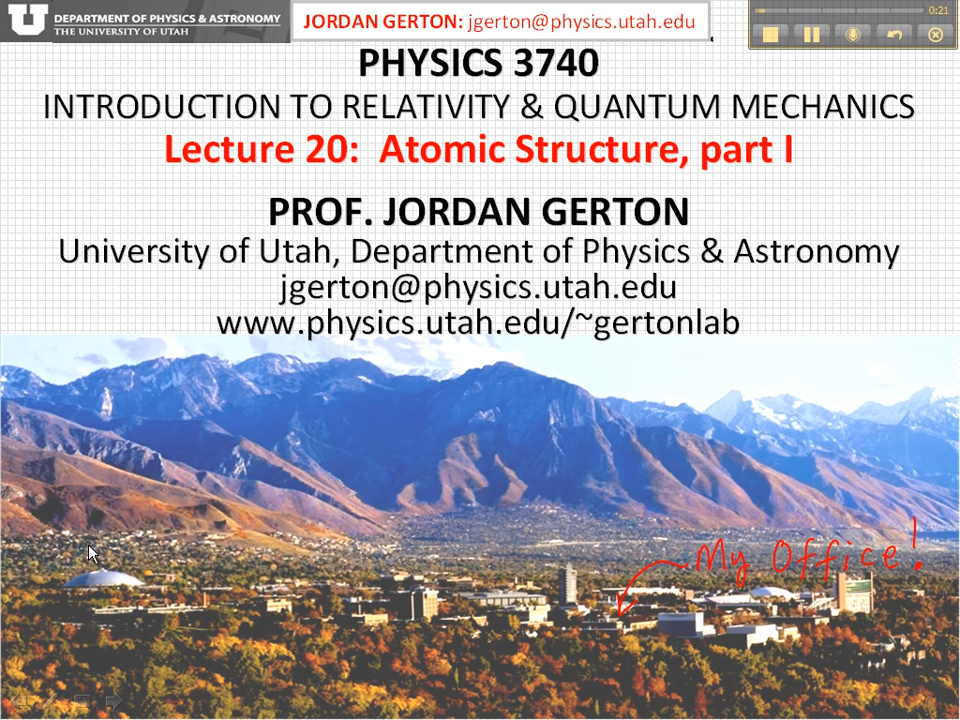 U DEPARTMENT OF PHYSICS & ASTRONOMY
THE UNIVERSITY OF UTAH
JORDAN GERTON: jgerton@physics.utah.edu
0:21
PHYSICS 3740
INTRODUCTION TO RELATIVITY & QUANTUM MECHANICS
Lecture 20: Atomic Structure, part I
PROF. JORDAN GERTON
University of Utah, Department of Physics & Astronomy
jgerton@physics.utah.edu
www.physics.utah.edu/~gertonlab
My Office!